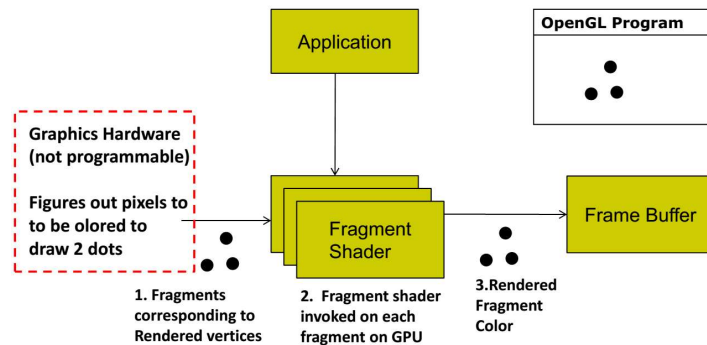 Application
OpenGL Program
Graphics Hardware
(not programmable)
Figures out pixels to
to be olored to
draw 2 dots
Fragment
Shader
Frame Buffer
1. Fragments
corresponding to
Rendered vertices
2. Fragment shader
invoked on each
fragment on GPU
3.Rendered
Fragment
Color